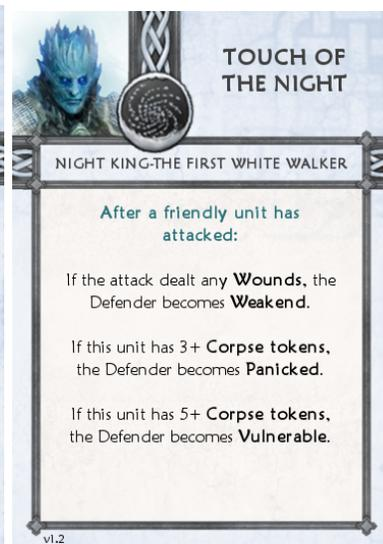 TOUCH OF
THE NIGHT
NIGHT KING-THE FIRST WHITE WALKER
After a friendly unit has
attacked:
If the attack dealt any Wounds, the
Defender becomes Weakend.
If this unit has 3+ Corpse tokens,
the Defender becomes Panicked.
If this unit has 5+ Corpse tokens,
the Defender becomes Vulnerable.
v1.2